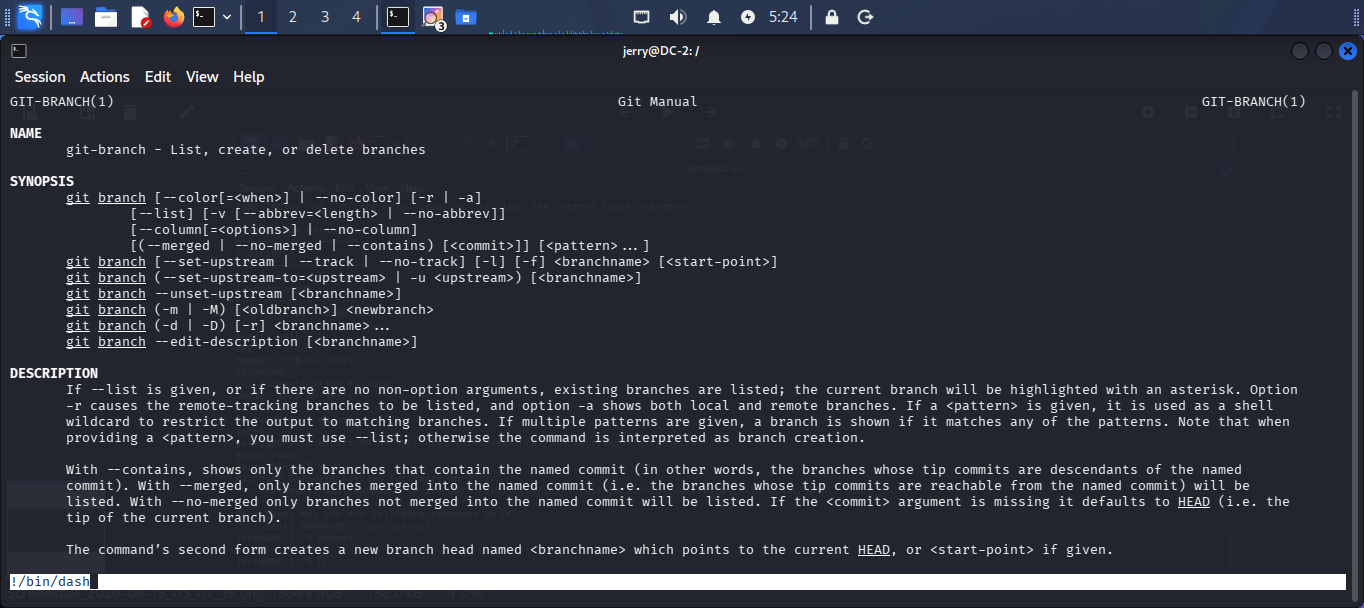 1 2 3 4 3 5:24
jerry@DC-2: /
Session Actions Edit View Help
GIT-BRANCH(1) Git Manual GIT-BRANCH(1)
NAME
git-branch - List, create, or delete branches
SYNOPSIS
git branch [--color[=<when>] | --no-color] [-r | -a]
[--list] [-v [--abbrev=<length> | --no-abbrev]]
[--column[=<options>] | --no-column]
[(--merged | --no-merged | --contains) [<commit>]] [<pattern>...]
git branch [--set-upstream | --track | --no-track] [-l] [-f] <branchname> [<start-point>]
git branch (--set-upstream-to=<upstream> | -u <upstream>) [<branchname>]
git branch --unset-upstream [<branchname>]
git branch (-m | -M) [<oldbranch>] <newbranch>
git branch (-d | -D) [-r] <branchname>...
git branch --edit-description [<branchname>]
DESCRIPTION
If --list is given, or if there are no non-option arguments, existing branches are listed; the current branch will be highlighted with an asterisk. Option
-r causes the remote-tracking branches to be listed, and option -a shows both local and remote branches. If a <pattern> is given, it is used as a shell
wildcard to restrict the output to matching branches. If multiple patterns are given, a branch is shown if it matches any of the patterns. Note that when
providing a <pattern>, you must use --list; otherwise the command is interpreted as branch creation.
With --contains, shows only the branches that contain the named commit (in other words, the branches whose tip commits are descendants of the named
commit). With --merged, only branches merged into the named commit (i.e. the branches whose tip commits are reachable from the named commit) will be
listed. With --no-merged only branches not merged into the named commit will be listed. If the <commit> argument is missing it defaults to HEAD (i.e. the
tip of the current branch).
The command's second form creates a new branch head named <branchname> which points to the current HEAD, or <start-point> if given.
!/bin/dash